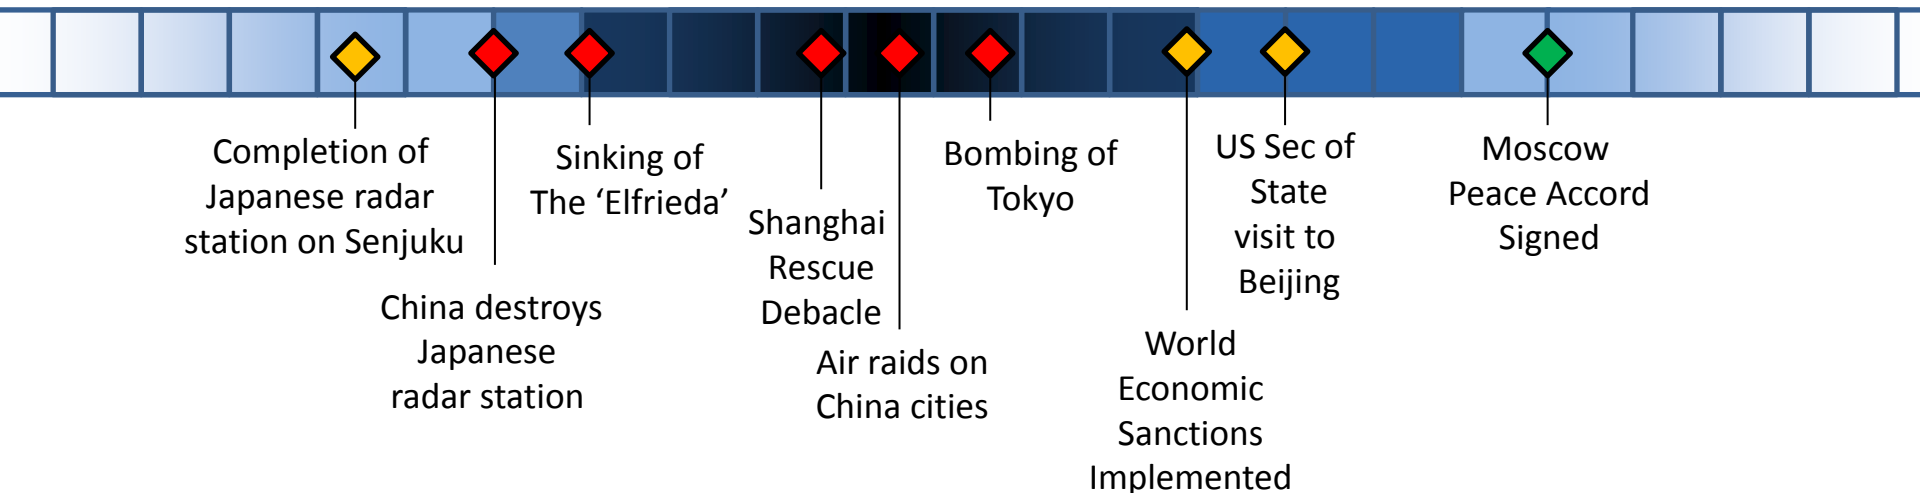 Completion of
Japanese radar
station on Senjuku
China destroys
Japanese
radar station
Sinking of
The ‘Elfrieda’
Shanghai
Rescue
Debacle
Air raids on
China cities
Bombing of
Tokyo
World
Economic
Sanctions
Implemented
US Sec of
State
visit to
Beijing
Moscow
Peace Accord
Signed